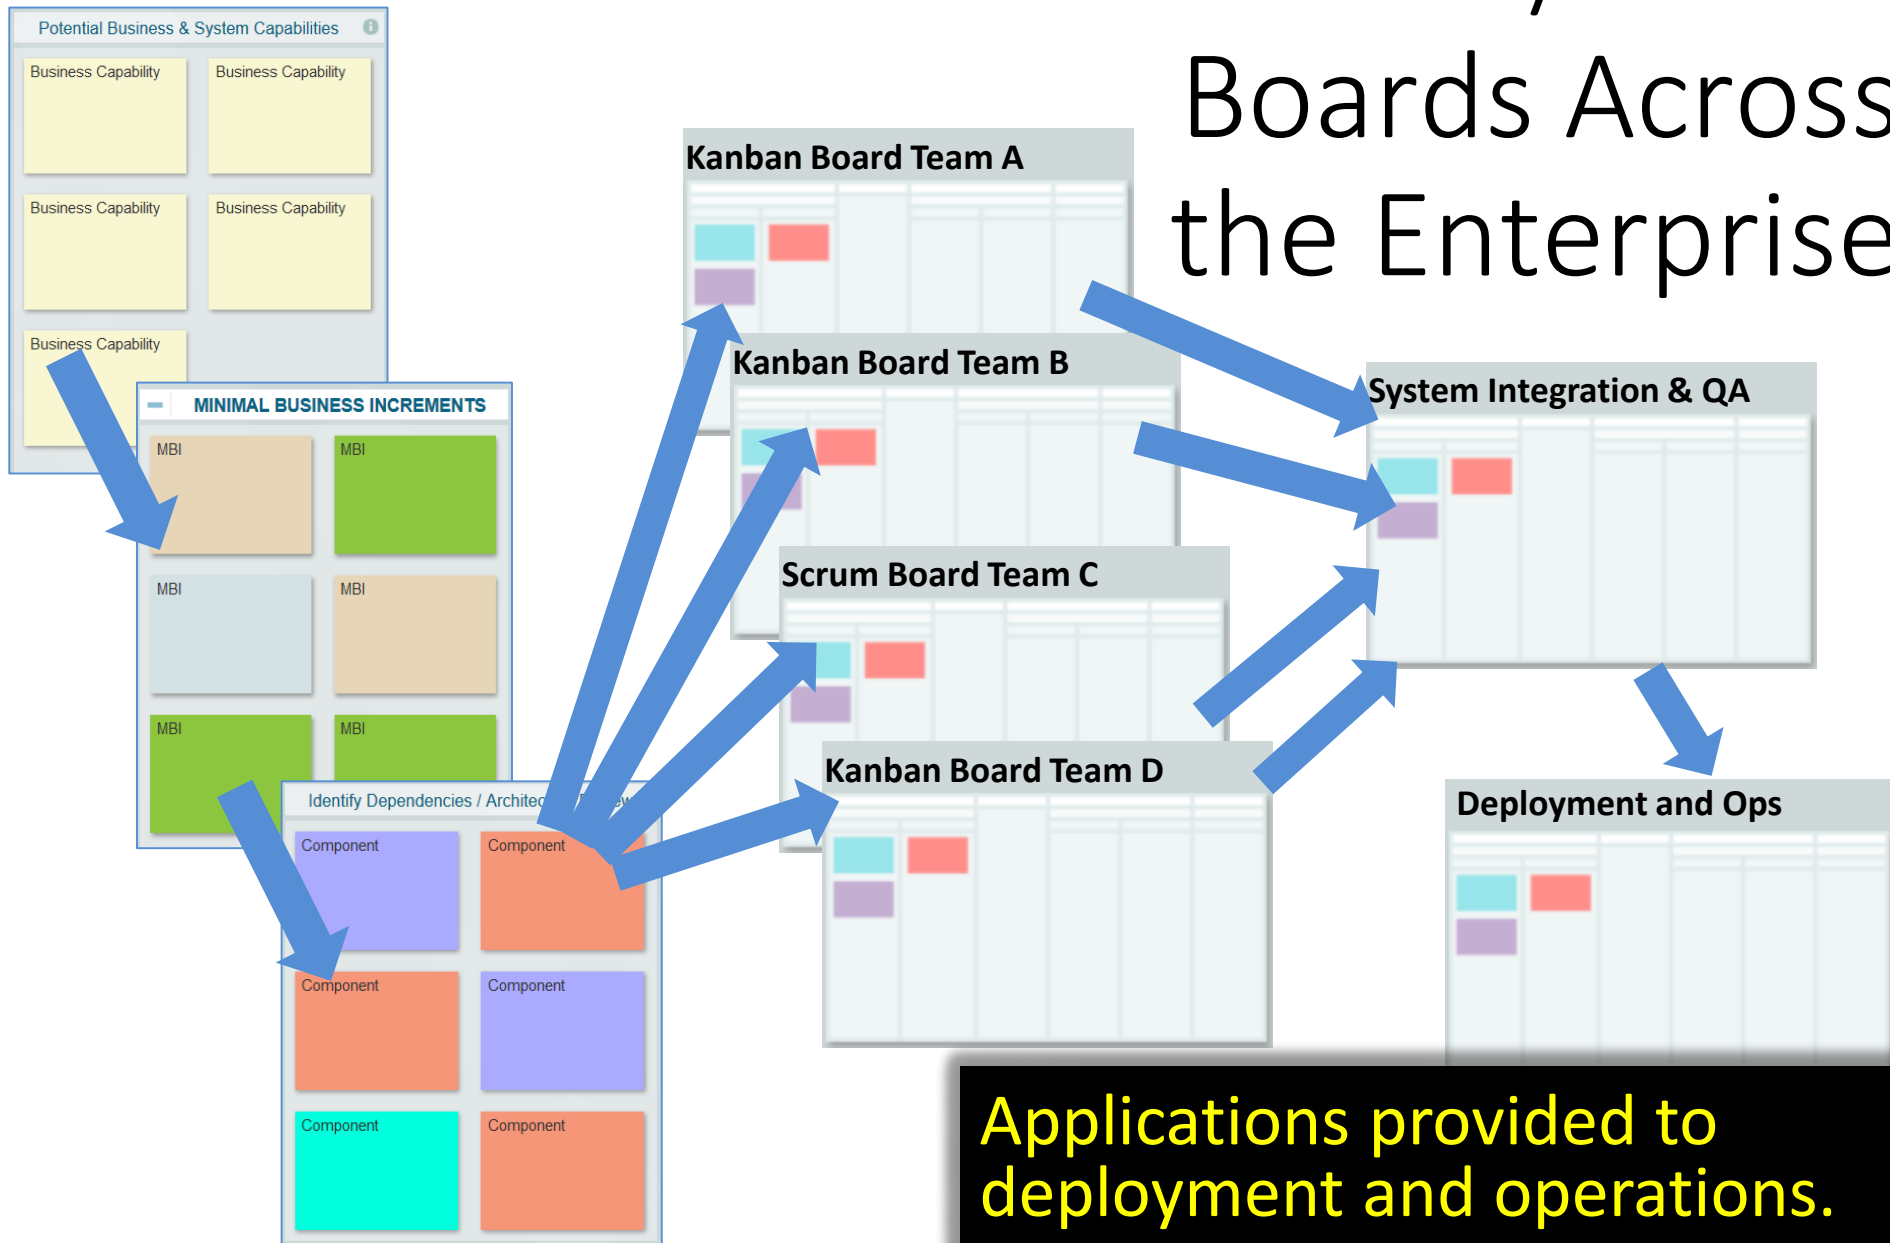 Boards Across
the Enterprise
Potential Business & System Capabilities
Business Capability
Business Capability
Business Capability
Business Capability
Business Capability
MINIMAL BUSINESS INCREMENTS
MBI
MBI
MBI
MBI
MBI
MBI
Identify Dependencies /
Component
Component
Component
Component
Component
Component
Kanban Board Team A
Kanban Board Team B
Scrum Board Team C
Kanban Board Team D
System Integration & QA
Deployment and Ops
Applications provided to
deployment and operations.